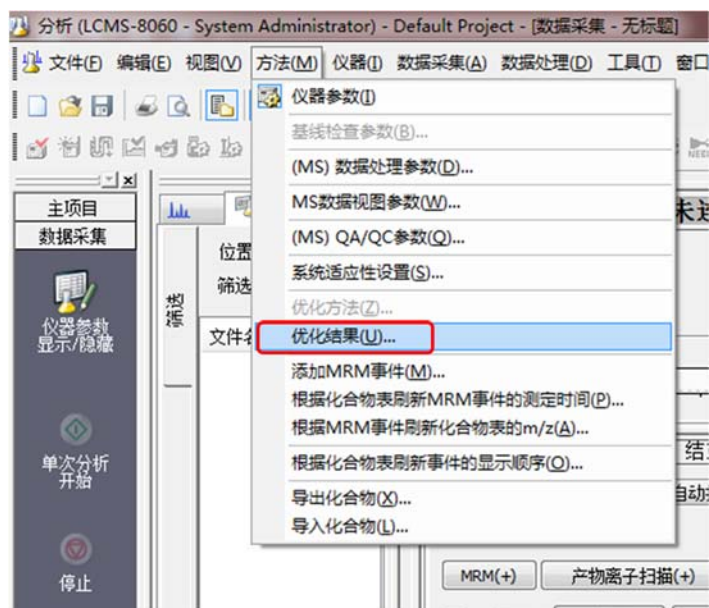 分析 (LCMS-8060 - System Administrator) - Default Project - [数据采集 - 无标题]
文件(F) 编辑(E) 视图(V) 方法(M) 仪器(I) 数据采集(A) 数据处理(D) 工具(T) 窗口
仪器参数(I)
基线检查参数(B)...
(MS) 数据处理参数(D)...
MS数据视图参数(W)...
(MS) QA/QC参数(Q)...
系统适应性设置(S)...
优化方法(Z)...
优化结果(U)...
添加MRM事件(M)...
根据化合物表刷新MRM事件的测定时间(P)...
根据MRM事件刷新化合物表的m/z(A)...
根据化合物表刷新事件的显示顺序(O)...
导出化合物(X)...
导入化合物(L)...
主项目
数据采集
仪器参数
显示/隐藏
单次分析
开始
停止
筛选
位置
筛选
文件名
未连
结
自动
MRM(+) 产物离子扫描(+)